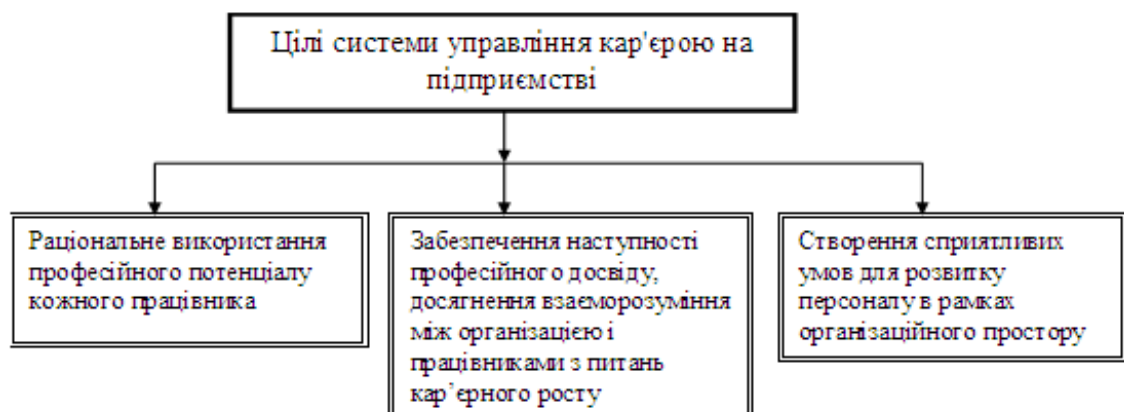 Цілі системи управління кар'єрою на
підприємстві
Раціональне використання
професійного потенціалу
кожного працівника
Забезпечення наступності
професійного досвіду,
досягнення взаєморозуміння
між організацією і
працівниками з питань
кар’єрного росту
Створення сприятливих
умов для розвитку
персоналу в рамках
організаційного простору